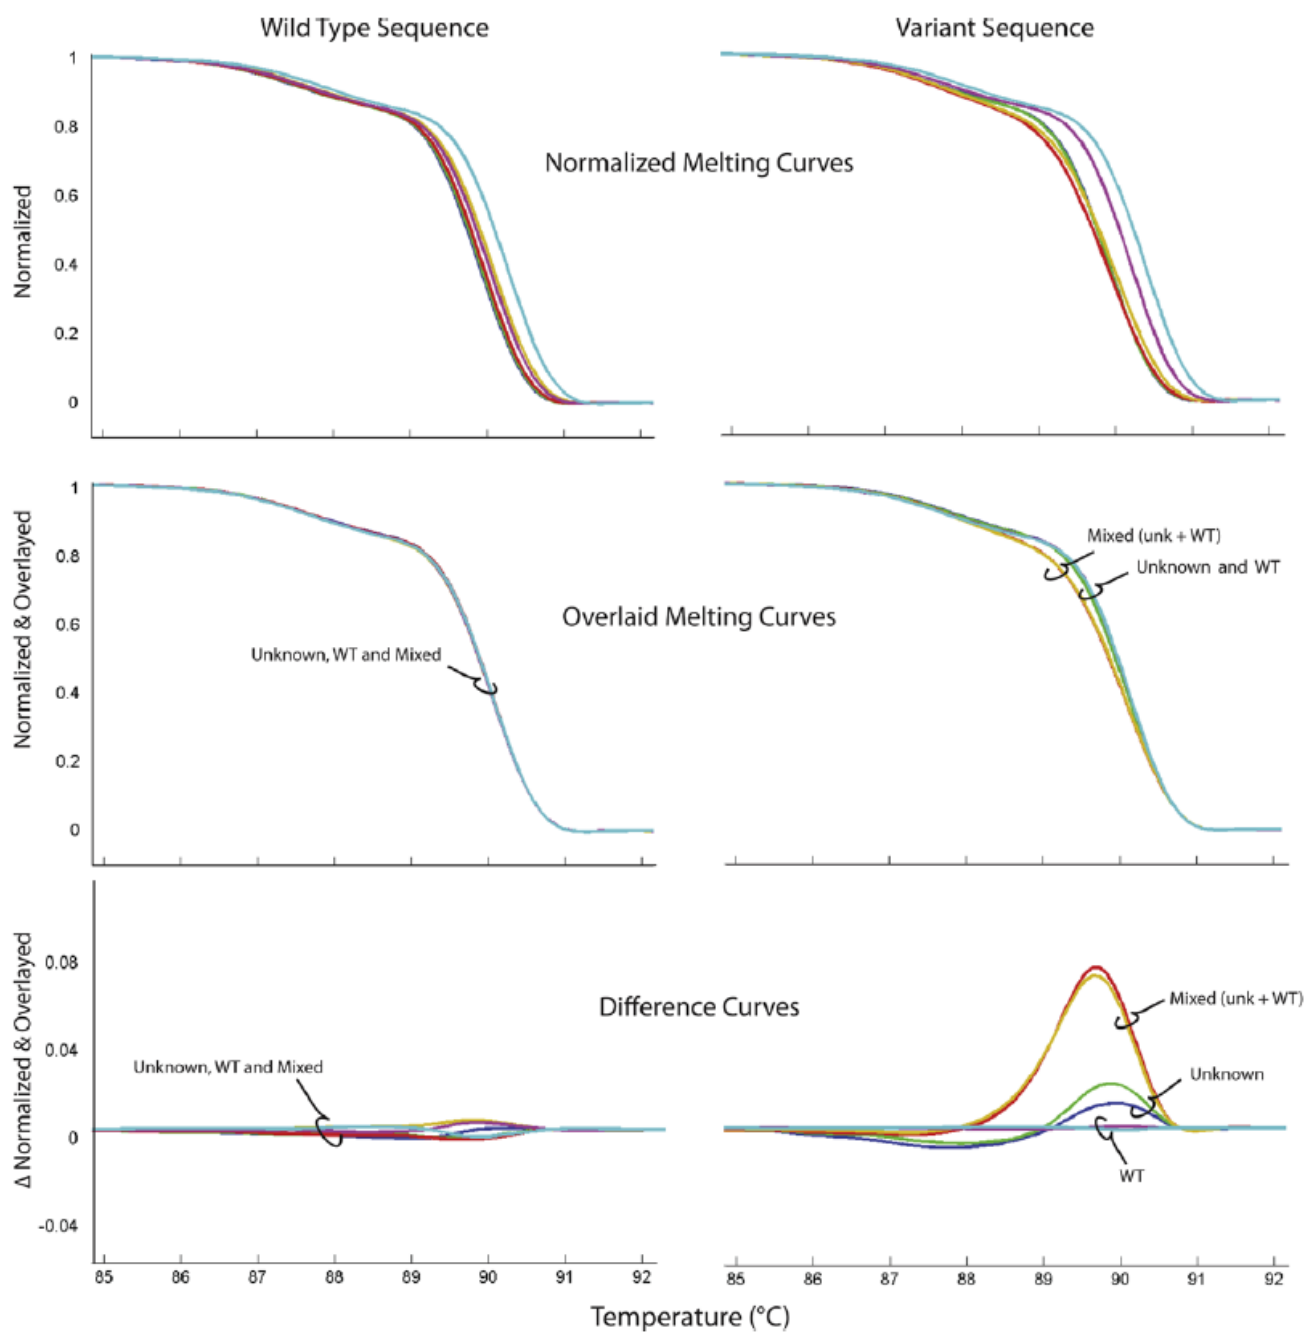 Wild Type Sequence
Variant Sequence
1
0.8
0.6
0.4
0.2
0
Normalized
Normalized Melting Curves
1
0.8
0.6
0.4
0.2
0
Normalized & Overlayed
Unknown, WT and Mixed
Overlaid Melting Curves
Mixed (unk + WT)
Unknown and WT
0.08
0.04
0
-0.04
Δ Normalized & Overlayed
Unknown, WT and Mixed
Difference Curves
Mixed (unk + WT)
Unknown
WT
85 86 87 88 89 90 91 92
85 86 87 88 89 90 91 92
Temperature (°C)